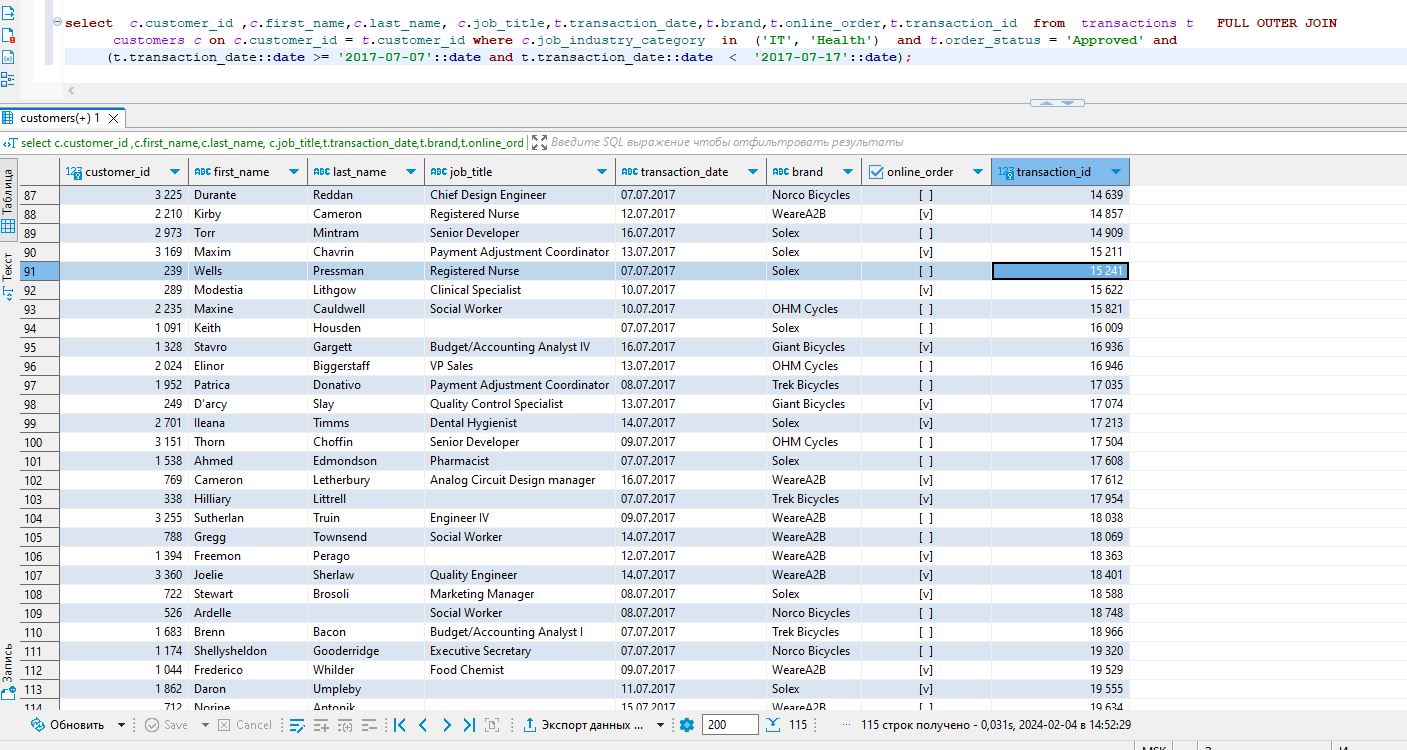 select c.customer_id ,c.first_name,c.last_name, c.job_title,t.transaction_date,t.brand,t.online_order,t.transaction_id from transactions t FULL OUTER JOIN
customers c on c.customer_id = t.customer_id where c.job_industry_category in ('IT', 'Health') and t.order_status = 'Approved' and
(t.transaction_date::date >= '2017-07-07'::date and t.transaction_date::date < '2017-07-17'::date);
customers(+) 1
select c.customer_id ,c.first_name,c.last_name, c.job_title,t.transaction_date,t.brand,t.online_ord Введите SQL выражение чтобы отфильтровать результаты
Таблица
Текст
Запись
123 customer_id ABC first_name ABC last_name ABC job_title ABC transaction_date ABC brand online_order 123 transaction_id
87 3 225 Durante Reddan Chief Design Engineer 07.07.2017 Norco Bicycles [ ] 14 639
88 2 210 Kirby Cameron Registered Nurse 12.07.2017 WeareA2B [v] 14 857
89 2 973 Torr Mintram Senior Developer 16.07.2017 Solex [ ] 14 909
90 3 169 Maxim Chavrin Payment Adjustment Coordinator 13.07.2017 Solex [v] 15 211
91 239 Wells Pressman Registered Nurse 07.07.2017 Solex [ ] 15 241
92 289 Modestia Lithgow Clinical Specialist 10.07.2017 [v] 15 622
93 2 235 Maxine Cauldwell Social Worker 10.07.2017 OHM Cycles [ ] 15 821
94 1 091 Keith Housden 07.07.2017 Solex [ ] 16 009
95 1 328 Stavro Gargett Budget/Accounting Analyst IV 16.07.2017 Giant Bicycles [v] 16 936
96 2 024 Elinor Biggerstaff VP Sales 13.07.2017 OHM Cycles [ ] 16 946
97 1 952 Patrica Donativo Payment Adjustment Coordinator 08.07.2017 Trek Bicycles [ ] 17 035
98 249 D'arcy Slay Quality Control Specialist 13.07.2017 Giant Bicycles [v] 17 074
99 2 701 Ileana Timms Dental Hygienist 14.07.2017 Solex [v] 17 213
100 3 151 Thorn Choffin Senior Developer 09.07.2017 OHM Cycles [ ] 17 504
101 1 538 Ahmed Edmondson Pharmacist 07.07.2017 Solex [ ] 17 608
102 769 Cameron Letherbury Analog Circuit Design manager 16.07.2017 WeareA2B [v] 17 612
103 338 Hilliary Littrell 07.07.2017 Trek Bicycles [v] 17 954
104 3 255 Sutherlan Truin Engineer IV 09.07.2017 WeareA2B [ ] 18 038
105 788 Gregg Townsend Social Worker 14.07.2017 WeareA2B [ ] 18 069
106 1 394 Freemon Perago 12.07.2017 WeareA2B [v] 18 363
107 3 360 Joelie Sherlaw Quality Engineer 14.07.2017 WeareA2B [v] 18 401
108 722 Stewart Brosoli Marketing Manager 08.07.2017 Solex [v] 18 588
109 526 Ardelle Social Worker 08.07.2017 Norco Bicycles [ ] 18 748
110 1 683 Brenn Bacon Budget/Accounting Analyst I 07.07.2017 Trek Bicycles [ ] 18 966
111 1 174 Shellysheldon Gooderridge Executive Secretary 07.07.2017 Norco Bicycles [ ] 19 320
112 1 044 Frederico Whilder Food Chemist 09.07.2017 WeareA2B [v] 19 529
113 1 862 Daron Umpleby 11.07.2017 Solex [v] 19 555
114 712 Norine Antonik 15.07.2017 WeareA2B [ ] 19 634
Обновить Save Cancel Экспорт данных ... 200 115 ... 115 строк получено - 0,031s, 2024-02-04 в 14:52:29
MSK